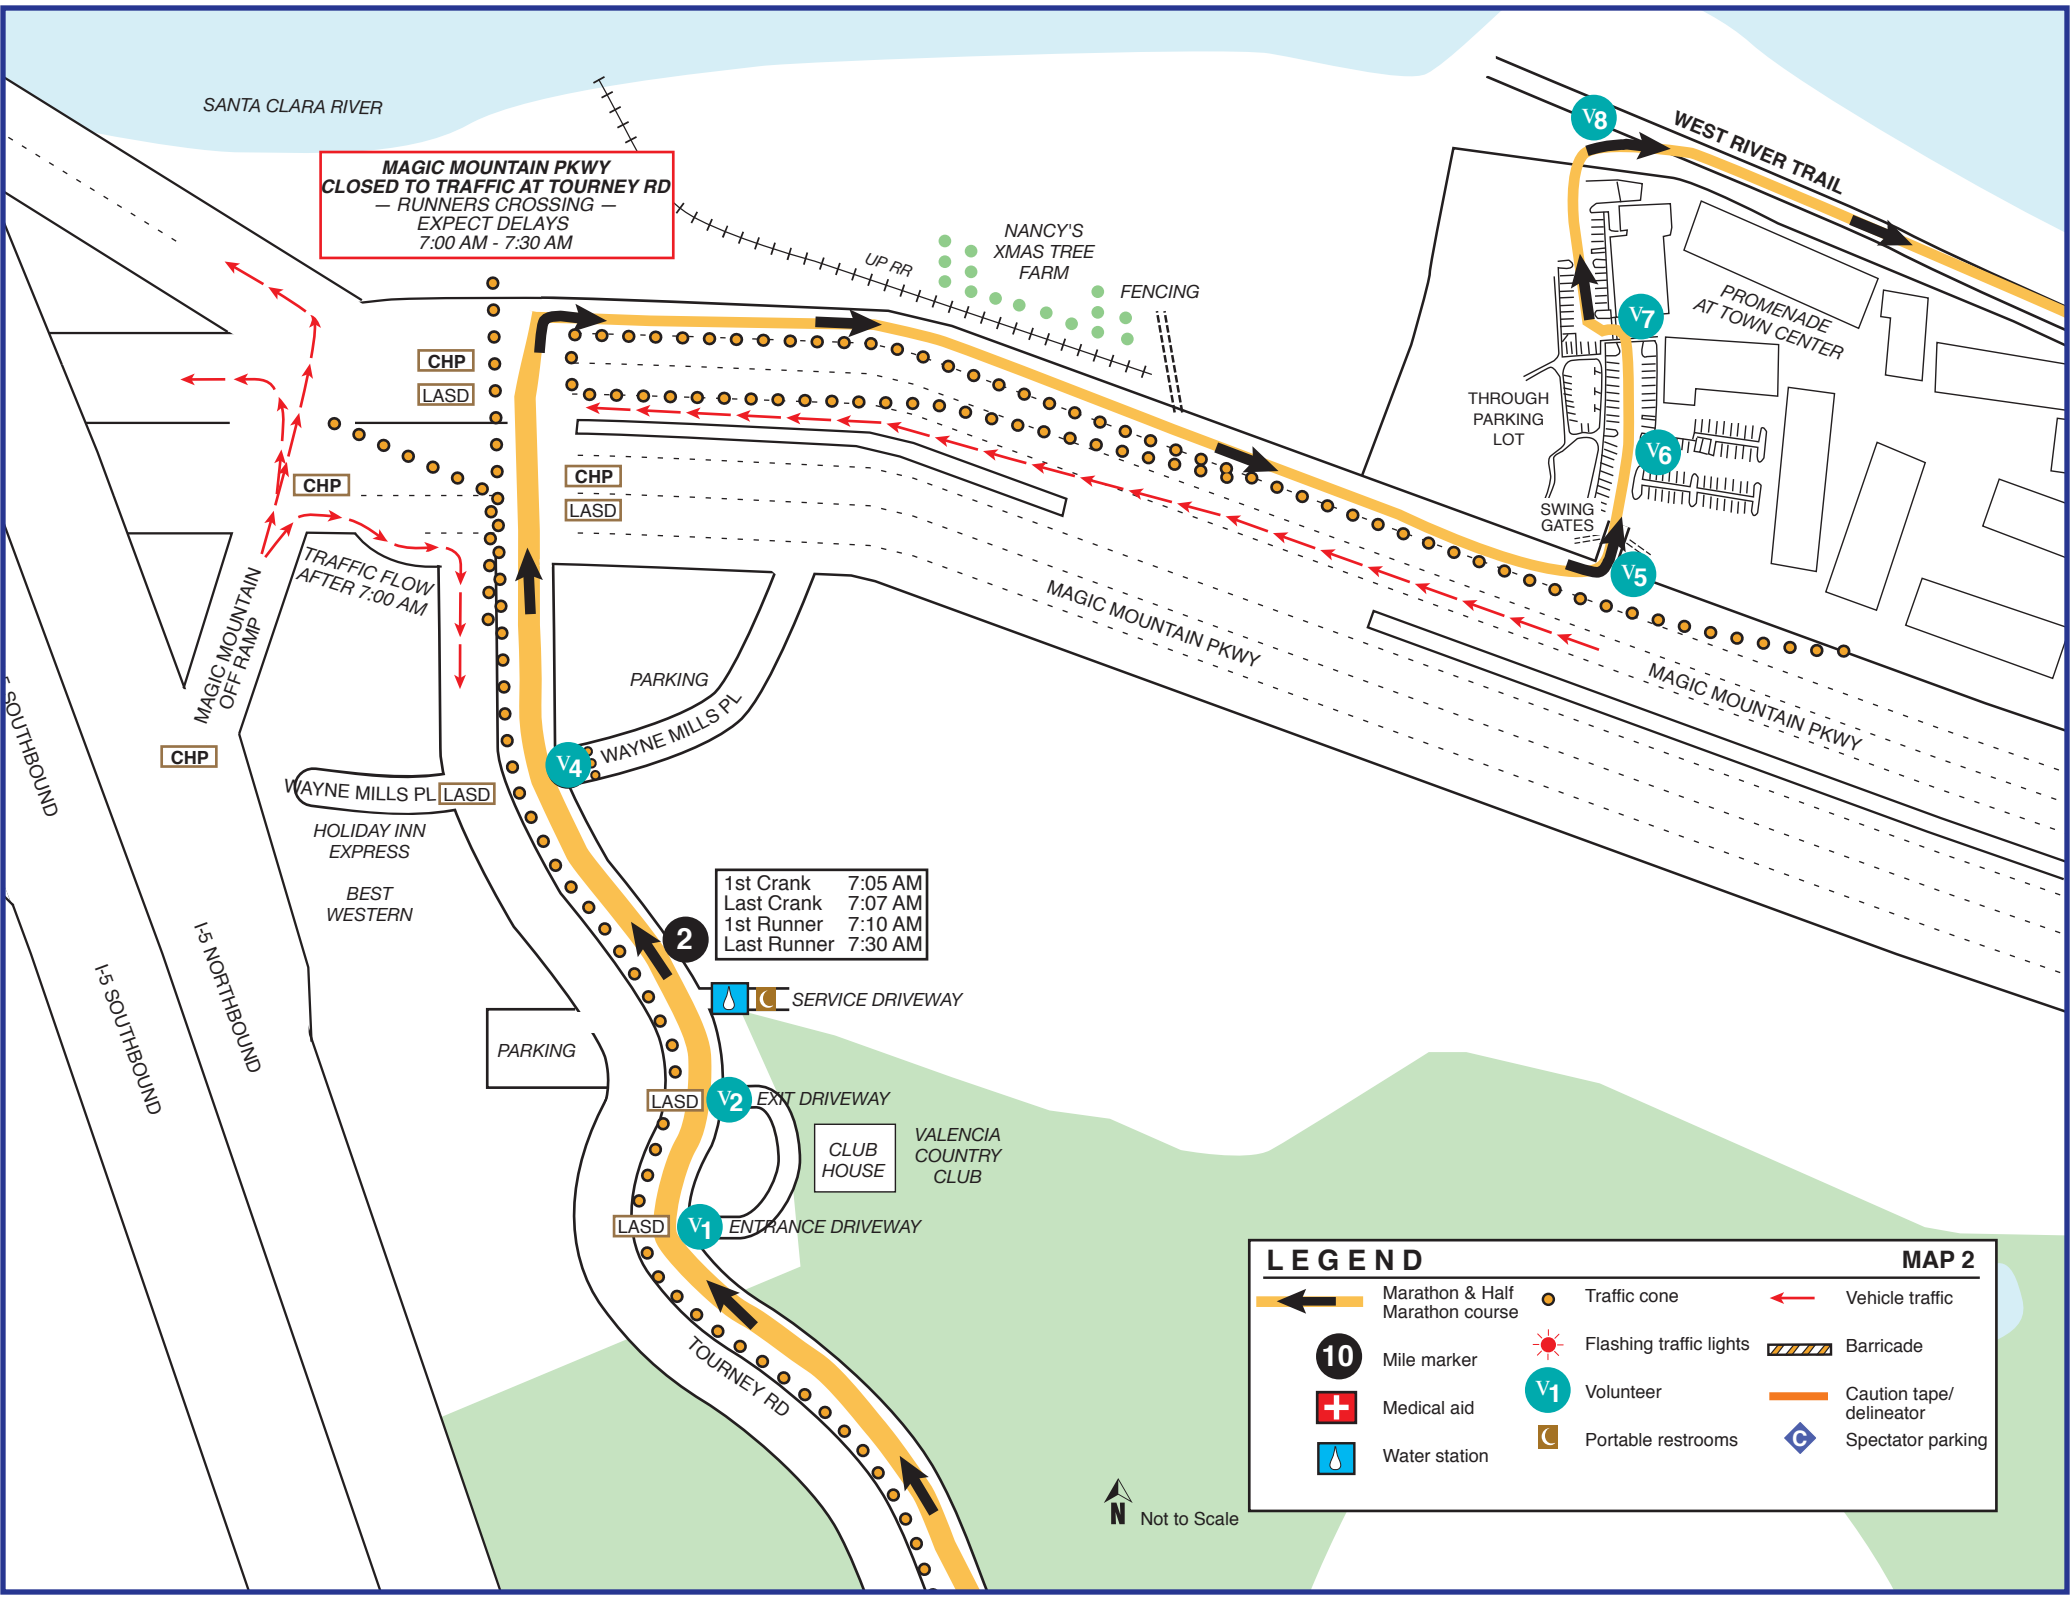 SANTA CLARA RIVER
MAGIC MOUNTAIN PKWY
CLOSED TO TRAFFIC AT TOURNEY RD
— RUNNERS CROSSING —
EXPECT DELAYS
7:00 AM - 7:30 AM
UP RR
NANCY'S
XMAS TREE
FARM
FENCING
V8
WEST RIVER TRAIL
V7
PROMENADE
AT TOWN CENTER
THROUGH
PARKING
LOT
V6
SWING
GATES
V5
CHP
LASD
CHP
CHP
LASD
TRAFFIC FLOW
AFTER 7:00 AM
MAGIC MOUNTAIN
OFF RAMP
MAGIC MOUNTAIN PKWY
MAGIC MOUNTAIN PKWY
PARKING
WAYNE MILLS PL
V4
CHP
WAYNE MILLS PL
LASD
HOLIDAY INN
EXPRESS
BEST
WESTERN
SOUTHBOUND
I-5 NORTHBOUND
I-5 SOUTHBOUND
2
1st Crank 7:05 AM
Last Crank 7:07 AM
1st Runner 7:10 AM
Last Runner 7:30 AM
SERVICE DRIVEWAY
PARKING
LASD
V2
EXIT DRIVEWAY
CLUB
HOUSE
VALENCIA
COUNTRY
CLUB
LASD
V1
ENTRANCE DRIVEWAY
TOURNEY RD
N
Not to Scale
LEGEND
MAP 2
Marathon & Half
Marathon course
10
Mile marker
Medical aid
Water station
Traffic cone
Flashing traffic lights
V1
Volunteer
Portable restrooms
Vehicle traffic
Barricade
Caution tape/
delineator
C
Spectator parking